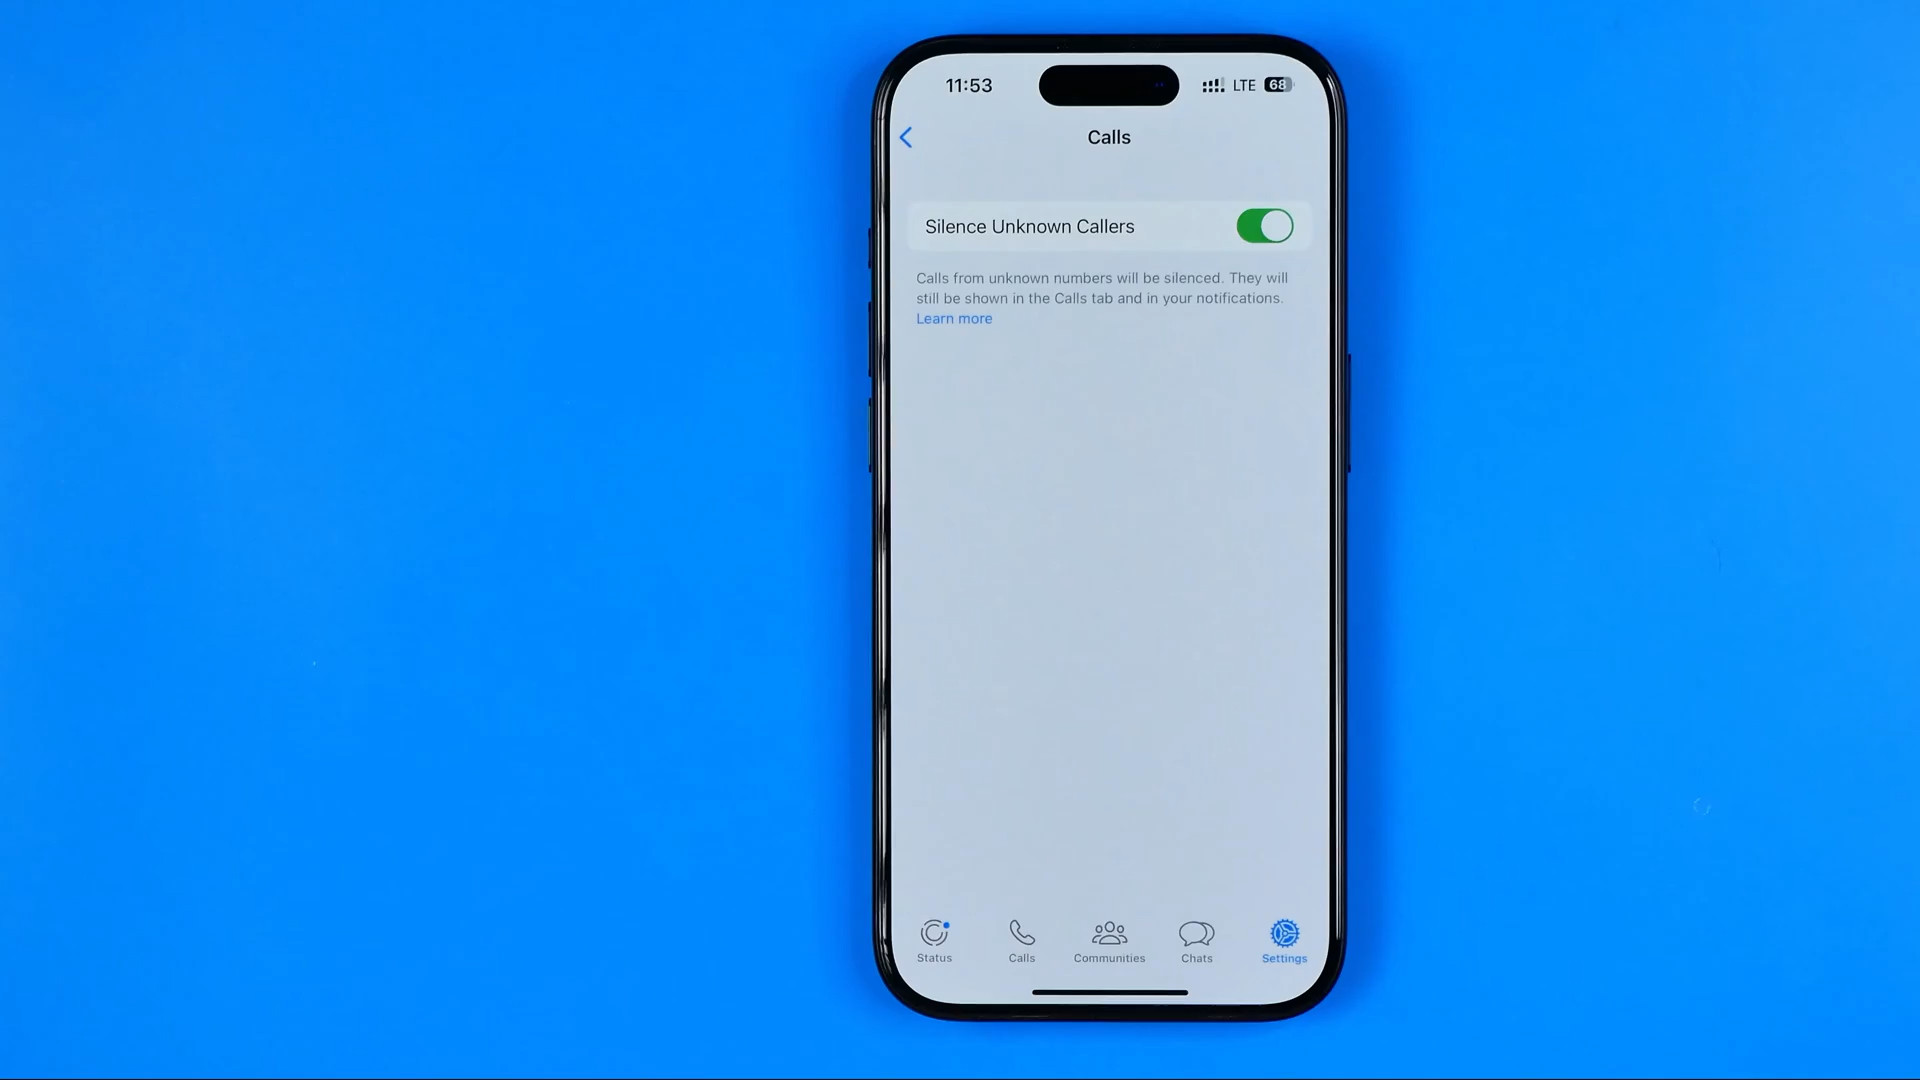 11:53 LTE 68
Calls
Silence Unknown Callers
Calls from unknown numbers will be silenced. They will
still be shown in the Calls tab and in your notifications.
Learn more
Status Calls Communities Chats Settings